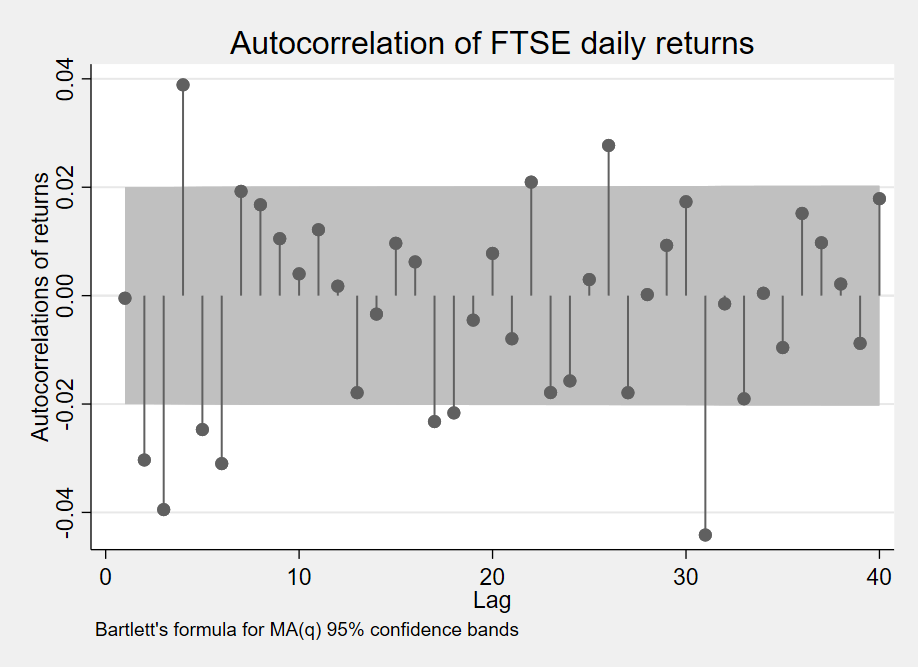 Autocorrelation of FTSE daily returns
Autocorrelations of returns
0.04
0.02
0.00
-0.02
-0.04
0 10 20 30 40
Lag
Bartlett's formula for MA(q) 95% confidence bands